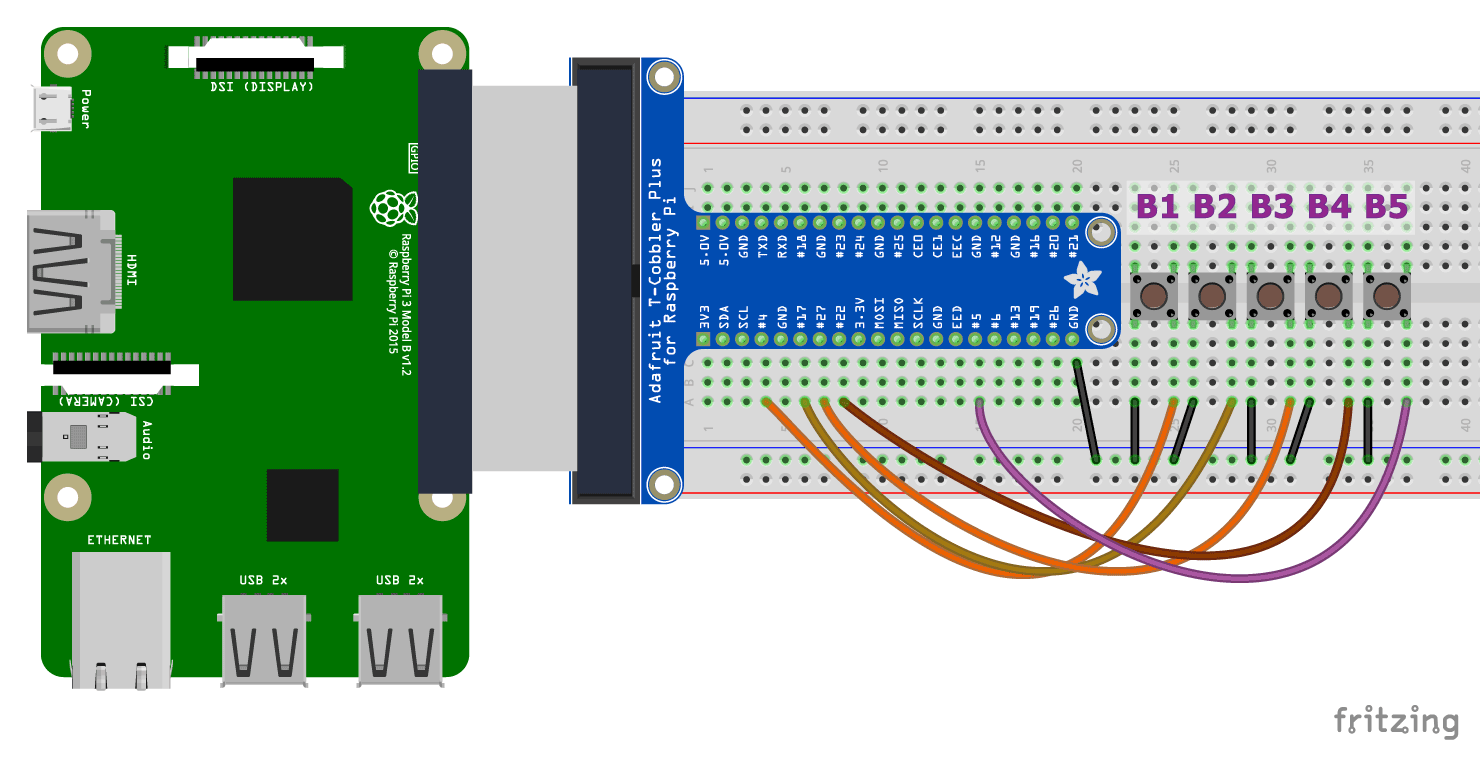 DSI (DISPLAY)
Power
GPIO
HDMI
Raspberry Pi 3 Model B v1.2
© Raspberry Pi 2015
CSI (CAMERA)
Audio
ETHERNET
USB 2x
USB 2x
Adafruit T-Cobbler Plus
for Raspberry Pi
1 5 10 15 20 25 30 35 40
J
B1 B2 B3 B4 B5
5.0V 5.0V GND TXD RXD #18 GND #23 #24 GND #25 CE0 CE1 EEC GND #12 GND #16 #20 #21
3V3 SDA SCL #4 GND #17 #27 #22 3.3V MOSI MISO SCLK GND EED #5 #6 #13 #19 #26 GND
C
B
A
1 5 15 20 25 30 35 40
fritzing